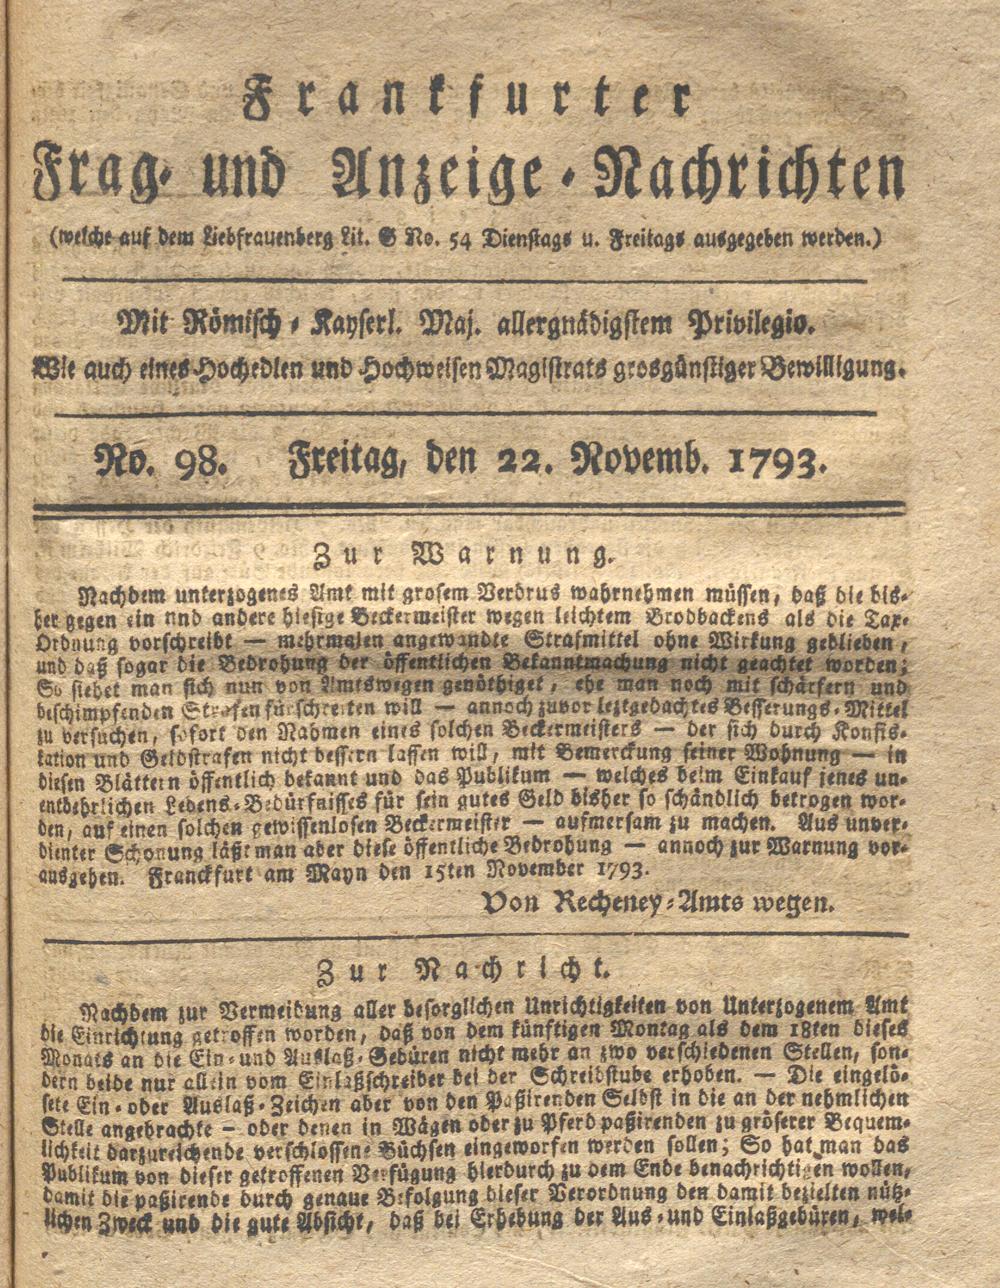 Frankfurter
Frag- und Anzeige-Nachrichten
(welche auf dem Liebfrauenberg Lit. G No. 54 Dienstags u. Freitags ausgegeben werden.)
Mit Römisch-Kayserl. Maj. allergnädigstem Privilegio.
Wie auch eines Hochedlen und Hochweisen Magistrats grosgünstiger Bewilligung.
No. 98. Freitag, den 22. Novemb. 1793.
Zur Warnung.
Nachdem unterzogenes Amt mit grosem Verdrus wahrnehmen müssen, daß die bis-
her gegen ein nnd andere hiesige Beckermeister wegen leichtem Brodbackens als die Tax-
Ordnung vorschreibt — mehrmalen angewandte Strafmittel ohne Wirkung geblieben,
und daß sogar die Bedrohung der öffentlichen Bekanntmachung nicht geachtet worden;
So siehet man sich nun von Amtswegen genöthiget, ehe man noch mit schärfern und
beschimpfenden Strafen fürschreiten will — annoch zuvor leztgedachtes Besserungs-Mittel
zu versuchen, sofort den Nahmen eines solchen Beckermeisters — der sich durch Konfis-
kation und Geldstrafen nicht bessern lassen will, mit Bemerckung seiner Wohnung — in
diesen Blättern öffentlich bekannt und das Publikum — welches beim Einkauf jenes un-
entbehrlichen Lebens-Bedürfnisses für sein gutes Geld bisher so schändlich betrogen wor-
den, auf einen solchen gewissenlosen Beckermeister — aufmersam zu machen. Aus unver-
dienter Schonung läßt man aber diese öffentliche Bedrohung — annoch zur Warnung vor-
ausgehen. Franckfurt am Mayn den 15ten November 1793.
Von Recheney-Amts wegen.
Zur Nachricht.
Nachdem zur Vermeidung aller besorglichen Unrichtigkeiten von Unterzogenem Amt
die Einrichtung getroffen worden, daß von dem künftigen Montag als dem 18ten dieses
Monats an die Ein- und Auslaß-Gebüren nicht mehr an zwo verschiedenen Stellen, son-
dern beide nur allein vom Einlaßschreiber bei der Schreibstube erhoben. — Die eingelö-
sete Ein- oder Auslaß-Zeichen aber von den Paßirenden Selbst in die an der nehmlichen
Stelle angebrachte — oder denen in Wägen oder zu Pferd paßirenden zu gröserer Bequem-
lichkeit darzureichende verschlossene Büchsen eingeworfen werden sollen; So hat man das
Publikum von dieser getroffenen Verfügung hierdurch zu dem Ende benachrichtigen wollen,
damit die paßirende durch genaue Befolgung dieser Verordnung den damit bezielten nütz-
lichen Zweck und die gute Absicht, daß bei Erhebung der Aus- und Einlaßgebüren, wel-